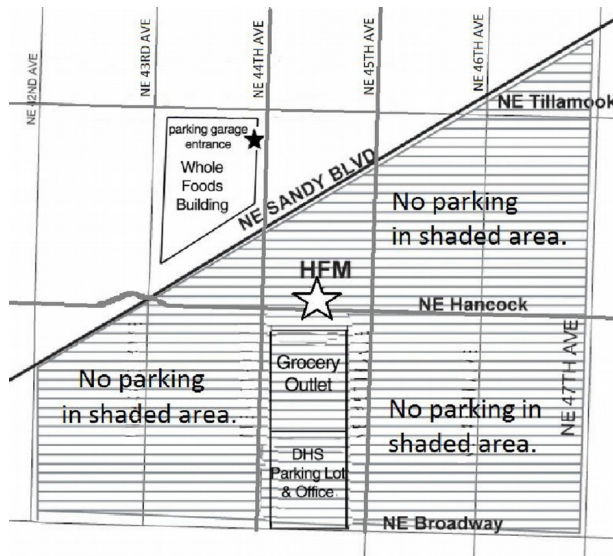 NE 42ND AVE
NE 43RD AVE
NE 44TH AVE
NE 45TH AVE
NE 46TH AVE
NE Tillamook
parking garage
entrance
Whole
Foods
Building
NE SANDY BLVD
No parking
in shaded area.
HFM
NE Hancock
Grocery
Outlet
NE 47TH AVE
No parking
in shaded area.
No parking in
shaded area.
DHS
Parking Lot
& Office
NE Broadway